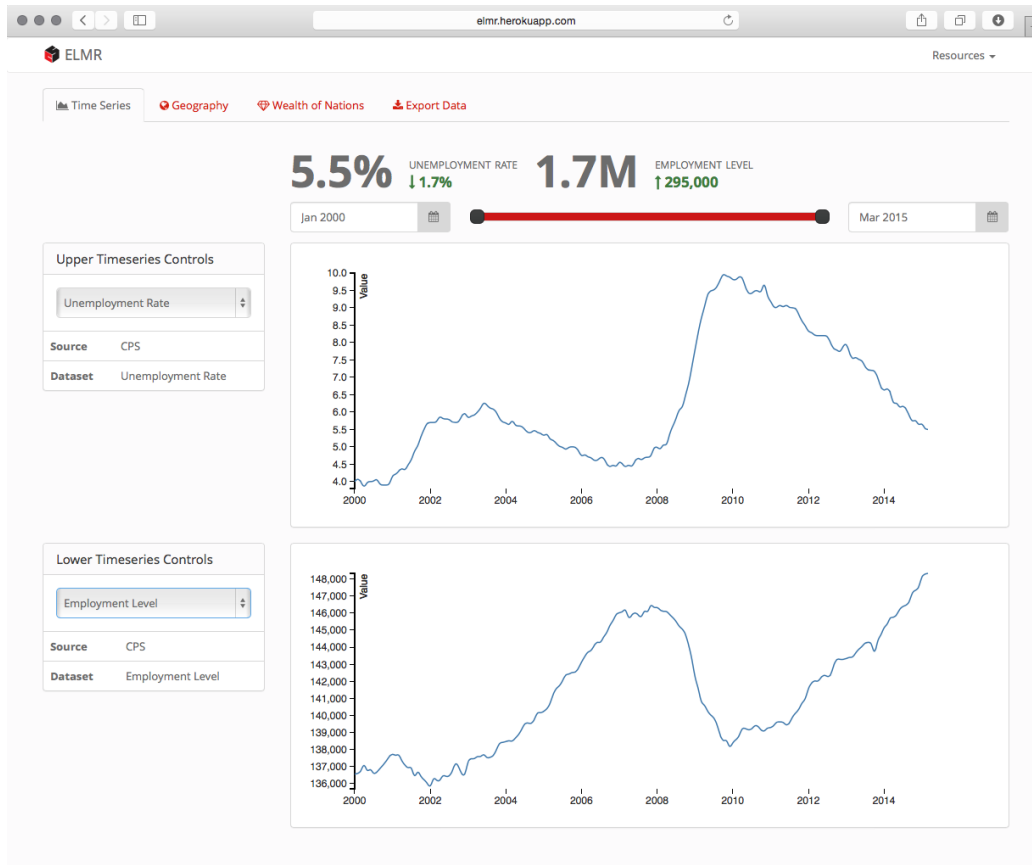 elmr.herokuapp.com
ELMR
Resources
Time Series Geography Wealth of Nations Export Data
5.5% UNEMPLOYMENT RATE ↓ 1.7% 1.7M EMPLOYMENT LEVEL ↑ 295,000
Jan 2000 Mar 2015
Upper Timeseries Controls
Unemployment Rate
Source CPS
Dataset Unemployment Rate
Value
10.0
9.5
9.0
8.5
8.0
7.5
7.0
6.5
6.0
5.5
5.0
4.5
4.0
2000 2002 2004 2006 2008 2010 2012 2014
Lower Timeseries Controls
Employment Level
Source CPS
Dataset Employment Level
Value
148,000
147,000
146,000
145,000
144,000
143,000
142,000
141,000
140,000
139,000
138,000
137,000
136,000
2000 2002 2004 2006 2008 2010 2012 2014